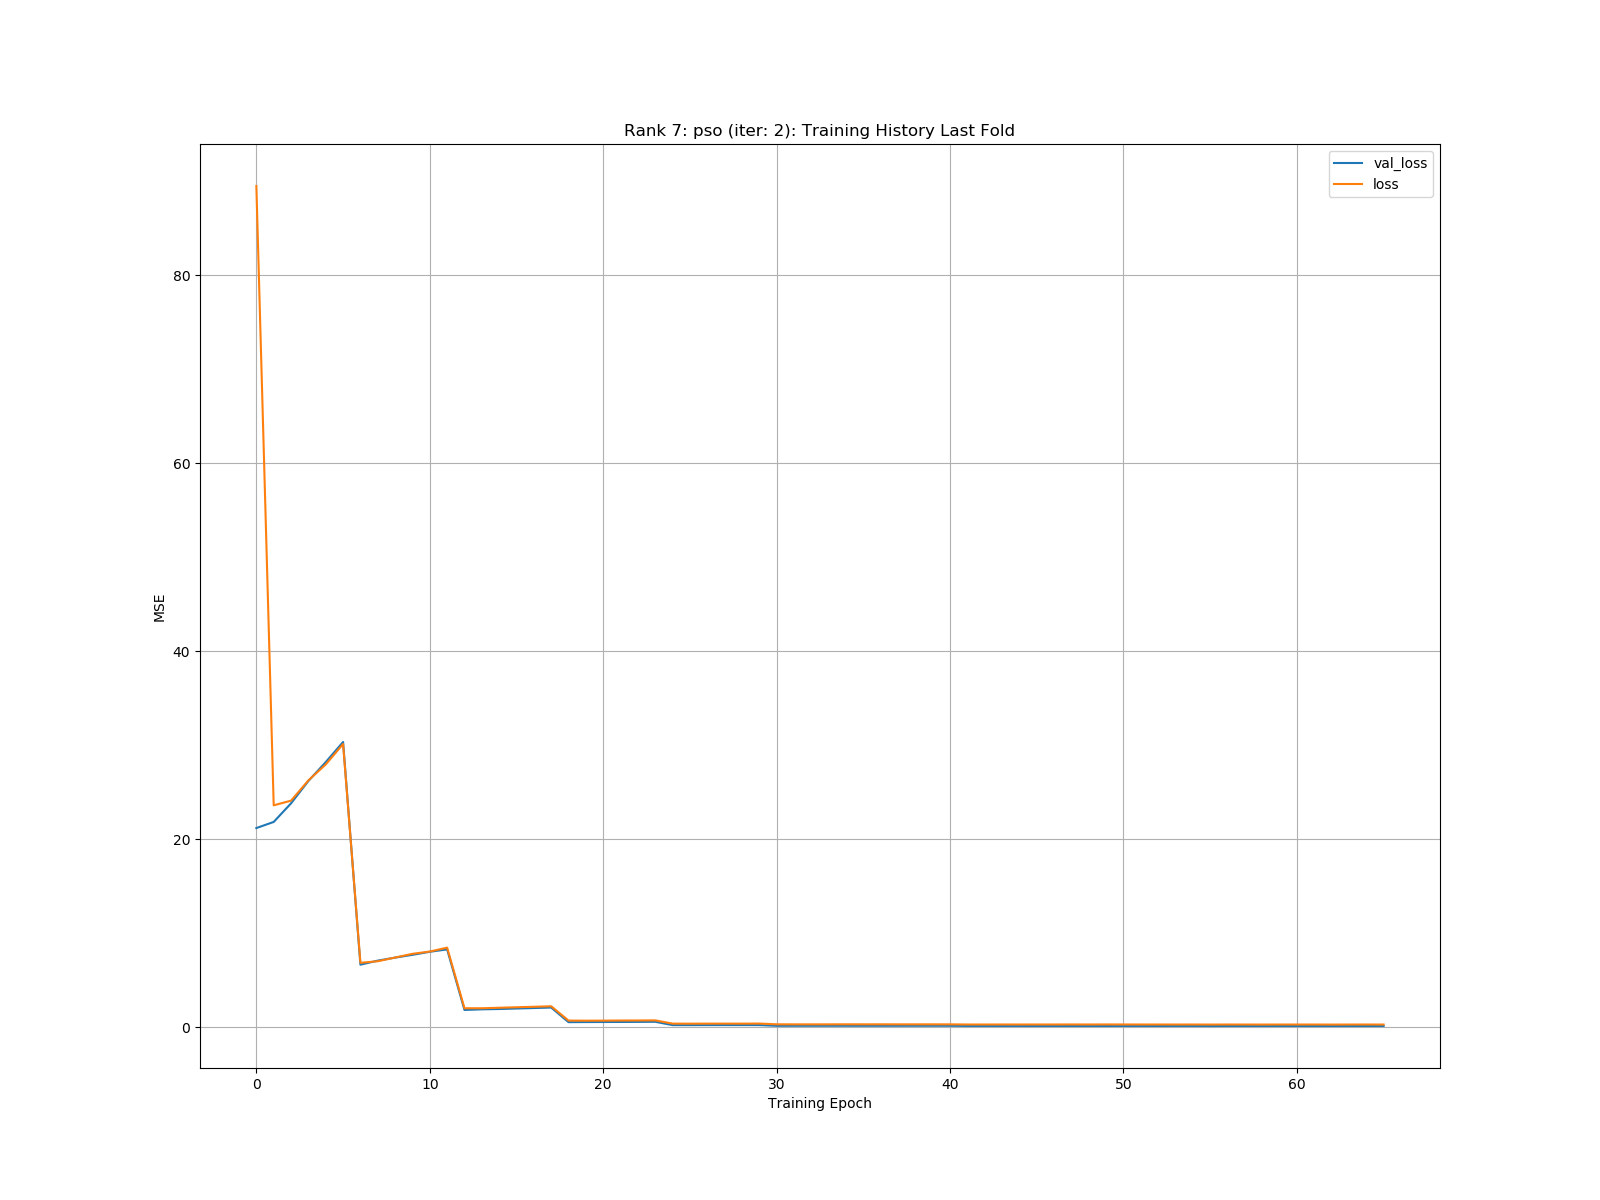 Rank 7: pso (iter: 2): Training History Last Fold
val_loss
loss
80
60
40
20
0
MSE
0 10 20 30 40 50 60
Training Epoch